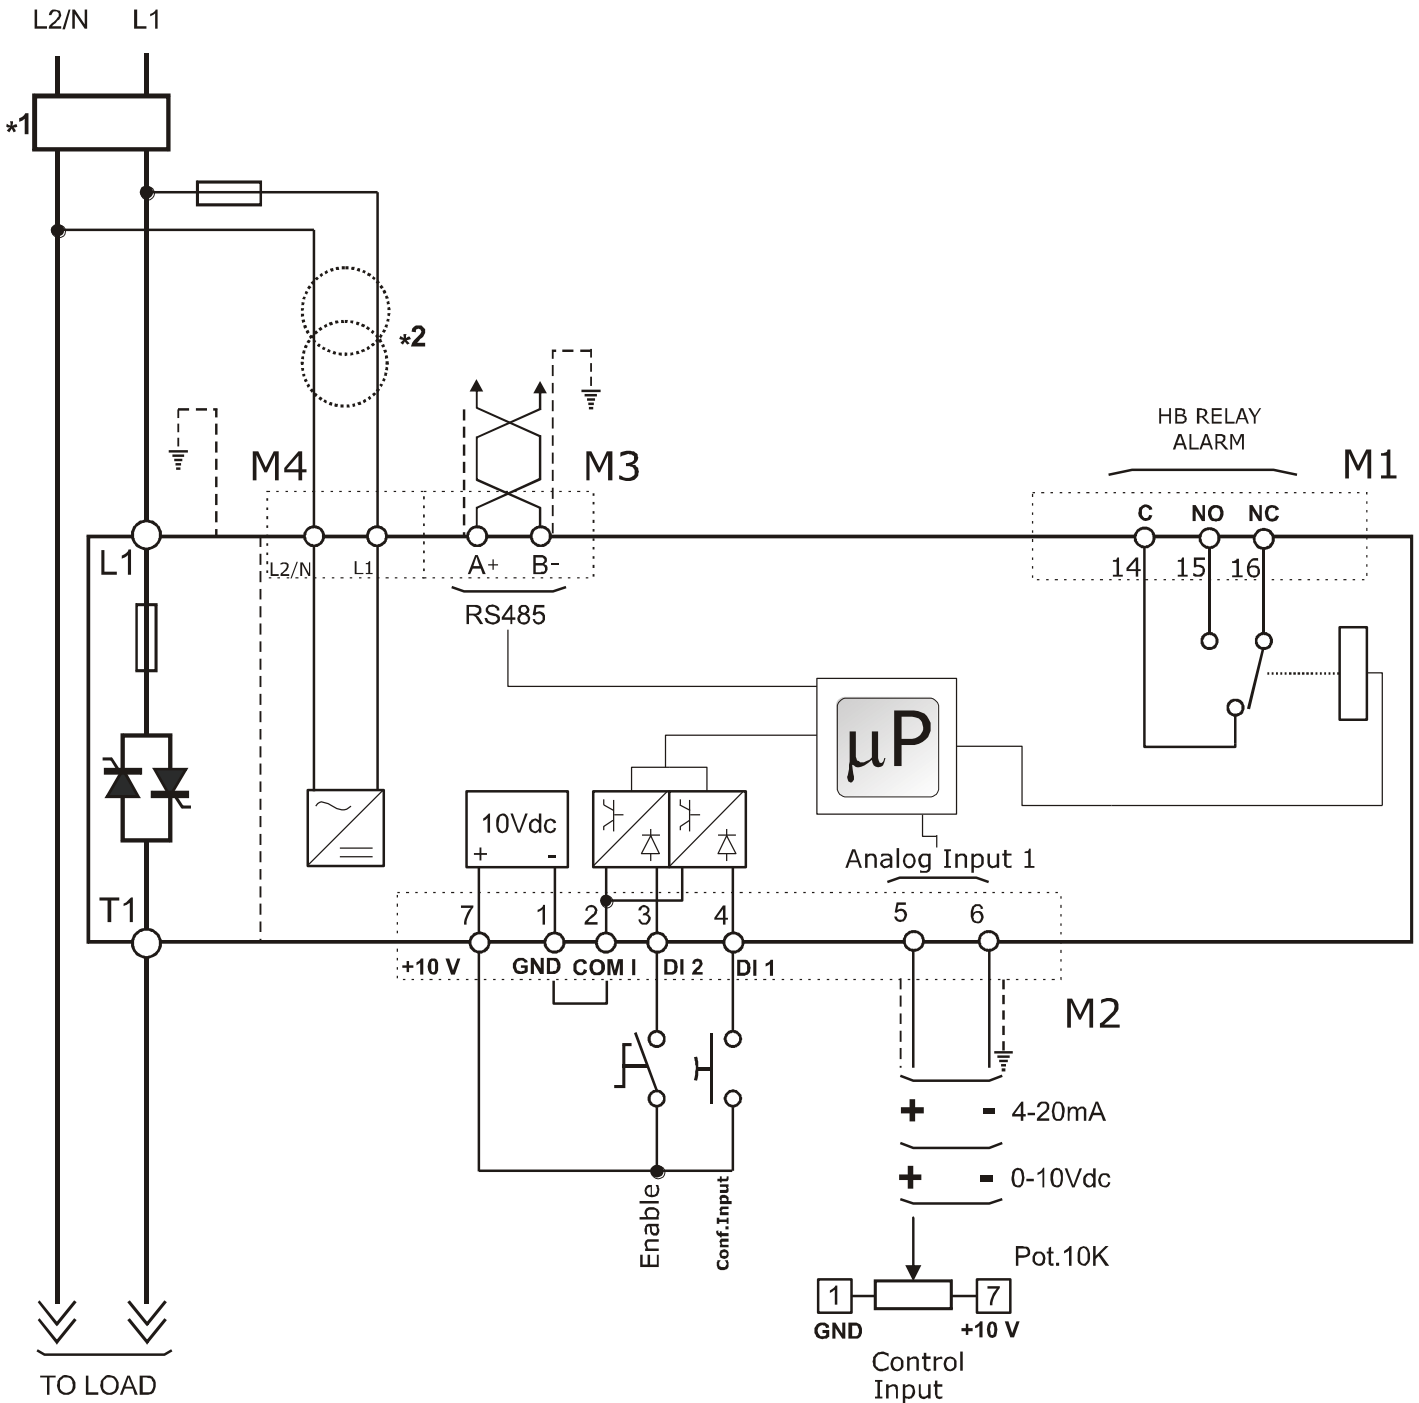 L2/N L1
*1
*2
HB RELAY
ALARM
M4 M3 M1
C NO NC
L1 L2/N L1 A+ B- 14 15 16
RS485
µP
10Vdc
+ -
Analog Input 1
T1 7 1 2 3 4 5 6
+10 V GND COM I DI 2 DI 1
M2
+ - 4-20mA
+ - 0-10Vdc
Enable
Conf.Input
Pot.10K
1 7
GND +10 V
Control
Input
TO LOAD